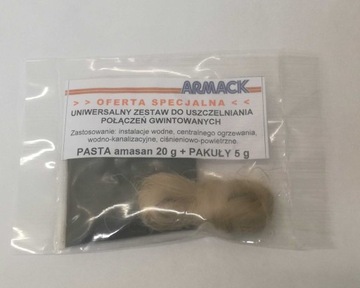 ARMACK
> > OFERTA SPECJALNA < <
UNIWERSALNY ZESTAW DO USZCZELNIANIA
POŁĄCZEŃ GWINTOWANYCH
Zastosowanie: instalacje wodne, centralnego ogrzewania,
wodno-kanalizacyjne, ciśnieniowo-powietrzne.
PASTA amasan 20 g + PAKUŁY 5 g